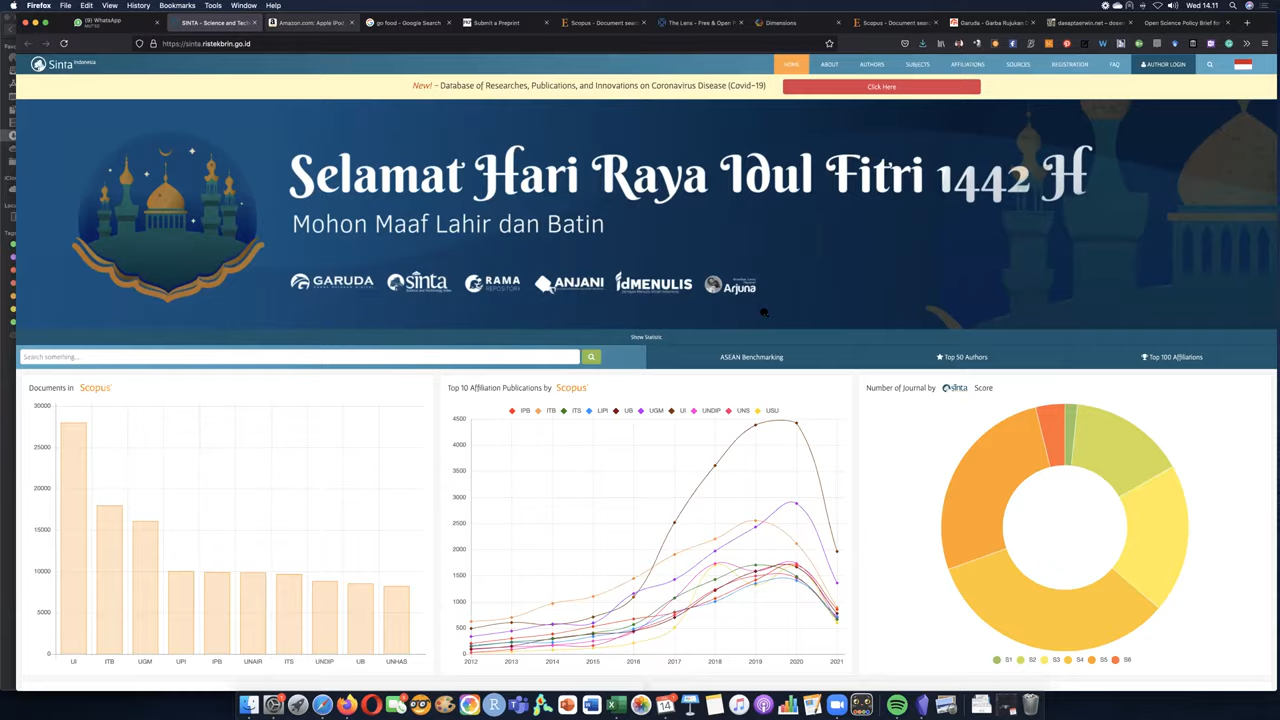 Firefox File Edit View History Bookmarks Tools Window Help
Wed 14.11
(9) WhatsApp
SINTA - Science and Tech
Amazon.com: Apple iPod
go food - Google Search
Submit a Preprint
Scopus - Document sear
The Lens - Free & Open P
Dimensions
Scopus - Document sear
Garuda - Garba Rujukan D
dasaptaerwin.net – doses
Open Science Policy Brief for
https://sinta.ristekbrin.go.id
Sinta Indonesia
HOME ABOUT AUTHORS SUBJECTS AFFILIATIONS SOURCES REGISTRATION FAQ AUTHOR LOGIN
New! - Database of Researches, Publications, and Innovations on Coronavirus Disease (Covid-19)
Click Here
Selamat Hari Raya Idul Fitri 1442 H
Mohon Maaf Lahir dan Batin
GARUDA sinta RAMA REPOSITORY ANJANI idMENULIS Arjuna
Show Statistic
Search something....
ASEAN Benchmarking
Top 50 Authors
Top 100 Affiliations
Documents in Scopus
30000
25000
20000
15000
10000
5000
0
UI ITB UGM UPI IPB UNAIR ITS UNDIP UB UNHAS
Top 10 Affiliation Publications by Scopus
IPB ITB ITS LIPI UB UGM UI UNDIP UNS USU
4500
4000
3500
3000
2500
2000
1500
1000
500
0
2012 2013 2014 2015 2016 2017 2018 2019 2020 2021
Number of Journal by sinta Score
S1 S2 S3 S4 S5 S6